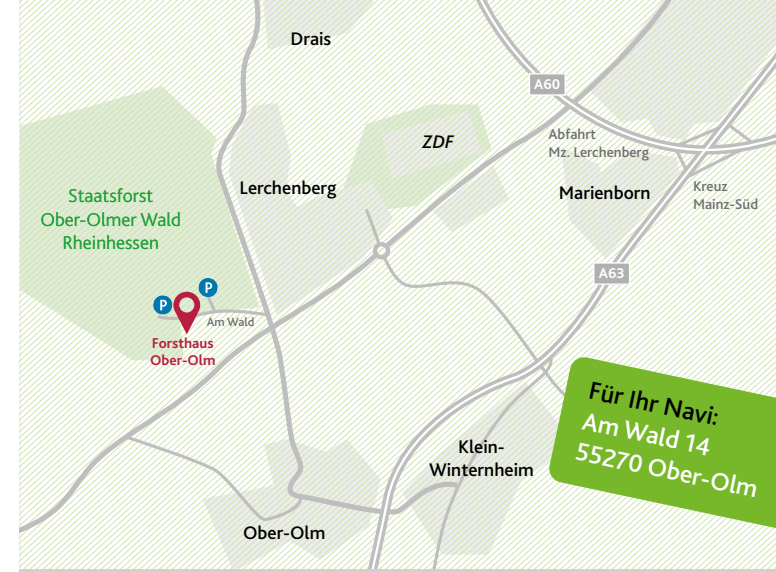 Drais
A60
ZDF
Abfahrt
Mz. Lerchenberg
Lerchenberg
Marienborn
Kreuz
Mainz-Süd
Staatsforst
Ober-Olmer Wald
Rheinhessen
A63
P
P
Am Wald
Forsthaus
Ober-Olm
Für Ihr Navi:
Am Wald 14
55270 Ober-Olm
Klein-
Winternheim
Ober-Olm